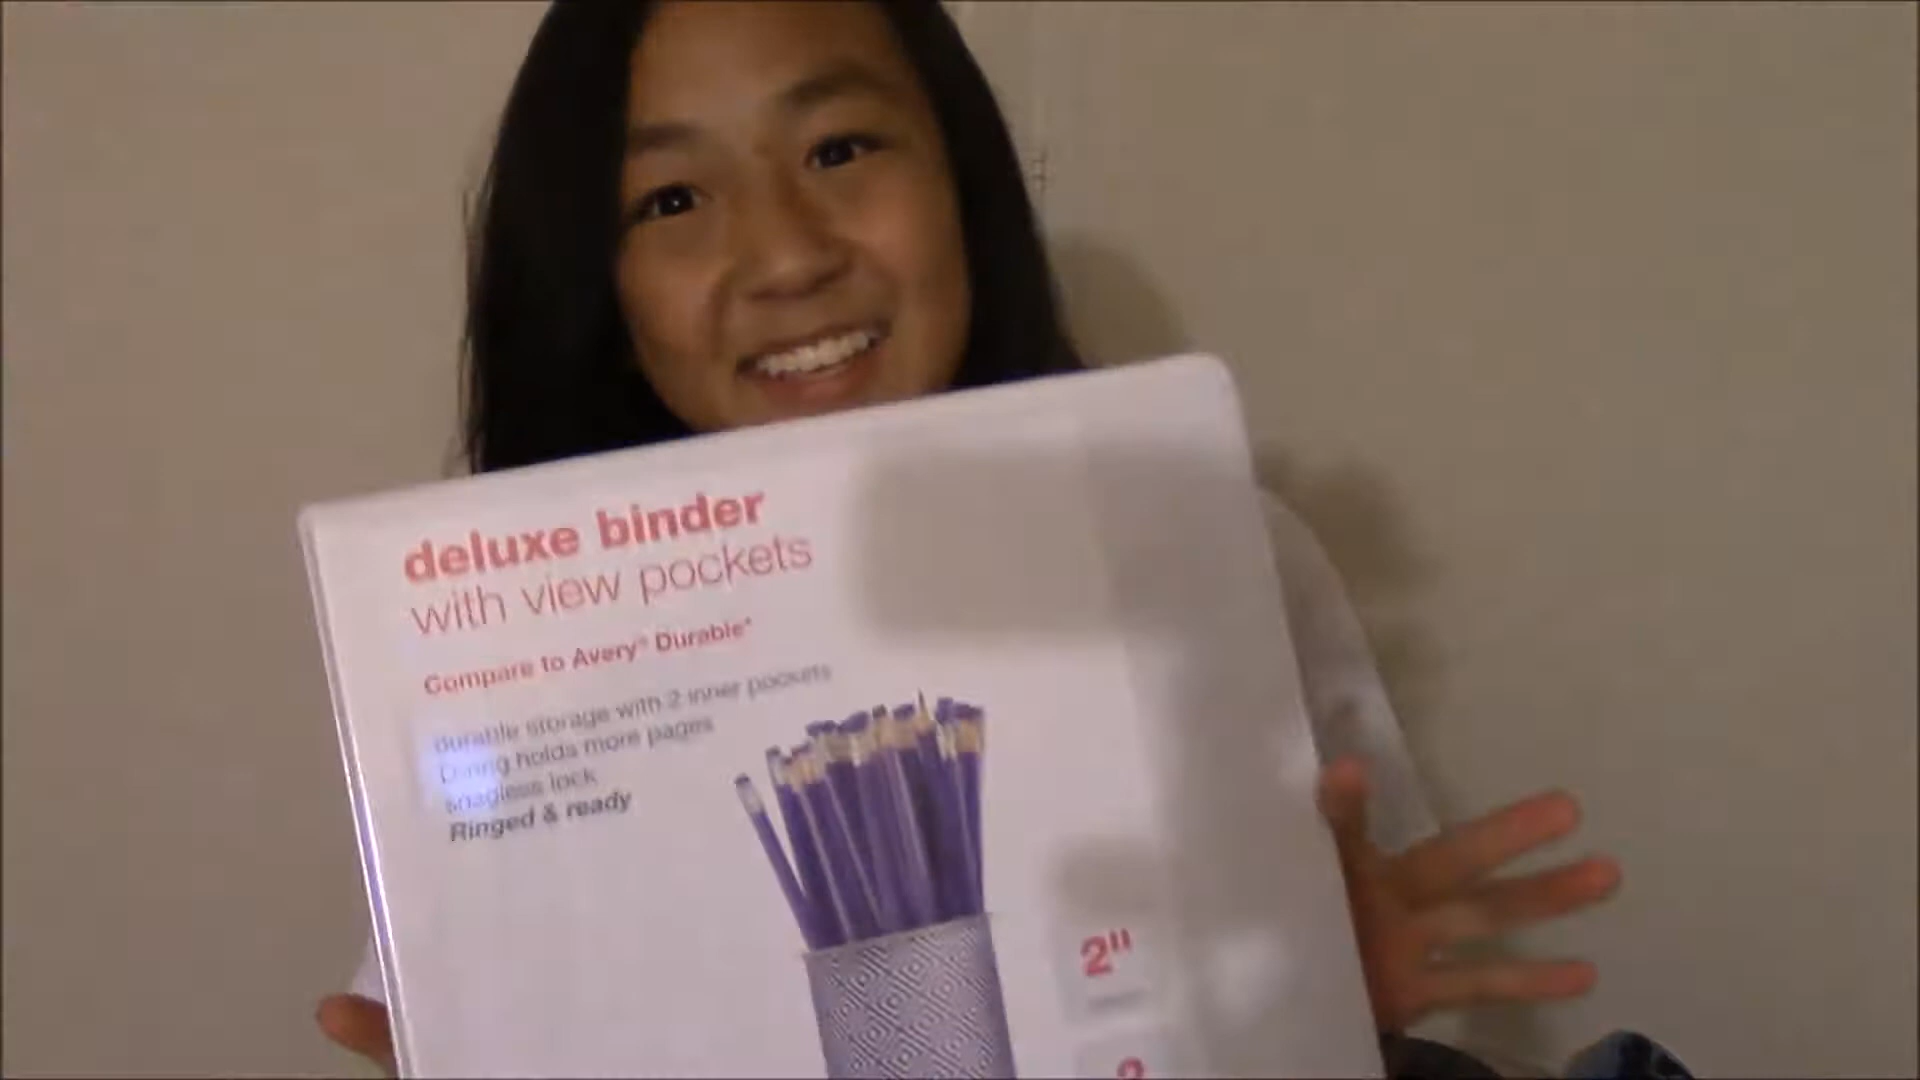 deluxe binder
with view pockets
Compare to Avery® Durable*
durable storage with 2 inner pockets
D-ring holds more pages
snagless lock
Ringed & ready
2"
2